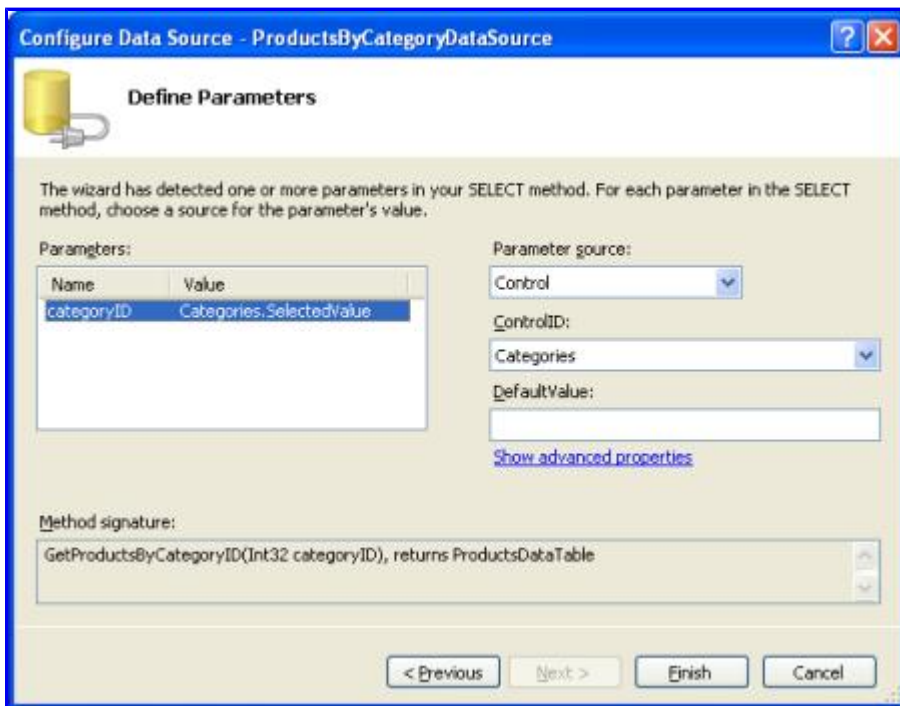 Configure Data Source - ProductsByCategoryDataSource
Define Parameters
The wizard has detected one or more parameters in your SELECT method. For each parameter in the SELECT
method, choose a source for the parameter's value.
Parameters:
Name Value
categoryID Categories.SelectedValue
Parameter source:
Control
ControlID:
Categories
DefaultValue:
Show advanced properties
Method signature:
GetProductsByCategoryID(Int32 categoryID), returns ProductsDataTable
< Previous Next > Finish Cancel